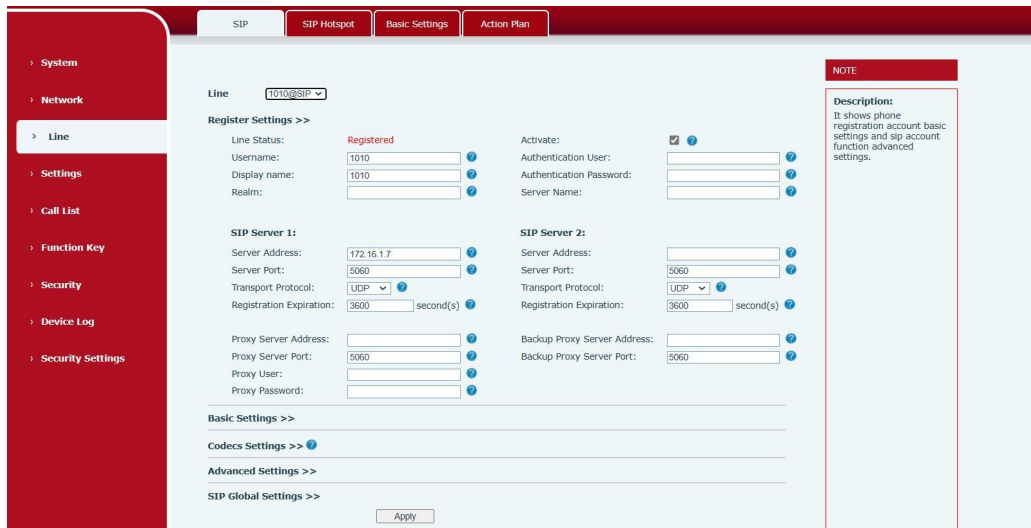 SIP
SIP Hotspot
Basic Settings
Action Plan
› System
› Network
› Line
› Settings
› Call List
› Function Key
› Security
› Device Log
› Security Settings
Line 1010@SIP
Register Settings >>
Line Status: Registered Activate:
Username: 1010 Authentication User:
Display name: 1010 Authentication Password:
Realm: Server Name:
SIP Server 1: SIP Server 2:
Server Address: 172.16.1.7 Server Address:
Server Port: 5060 Server Port: 5060
Transport Protocol: UDP Transport Protocol: UDP
Registration Expiration: 3600 second(s) Registration Expiration: 3600 second(s)
Proxy Server Address: Backup Proxy Server Address:
Proxy Server Port: 5060 Backup Proxy Server Port: 5060
Proxy User:
Proxy Password:
Basic Settings >>
Codecs Settings >>
Advanced Settings >>
SIP Global Settings >>
Apply
NOTE
Description:
It shows phone
registration account basic
settings and sip account
function advanced
settings.